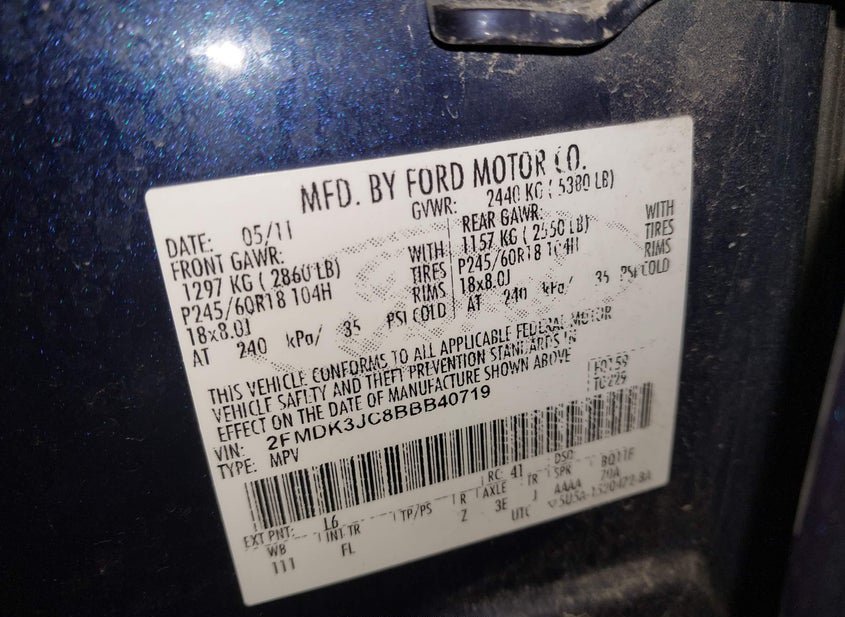 MFD. BY FORD MOTOR CO.
DATE: 05/11 GVWR: 2440 KG ( 5380 LB)
FRONT GAWR: REAR GAWR:
1297 KG ( 2860 LB) WITH 1157 KG ( 2550 LB) WITH
P245/60R18 104H TIRES P245/60R18 104H TIRES
18x8.0J RIMS 18x8.0J RIMS
AT 240 kPa/ 35 PSI COLD AT 240 kPa/ 35 PSI COLD
THIS VEHICLE CONFORMS TO ALL APPLICABLE FEDERAL MOTOR
VEHICLE SAFETY AND THEFT PREVENTION STANDARDS IN
EFFECT ON THE DATE OF MANUFACTURE SHOWN ABOVE
VIN: 2FMDK3JC8BBB40719 F0159
TYPE: MPV T0229
EXT PNT: L6 RC: 41 DSO:
WB INT TR TP/PS R AXLE TR SPR
111 FL Z 3E J AAAA
UTC